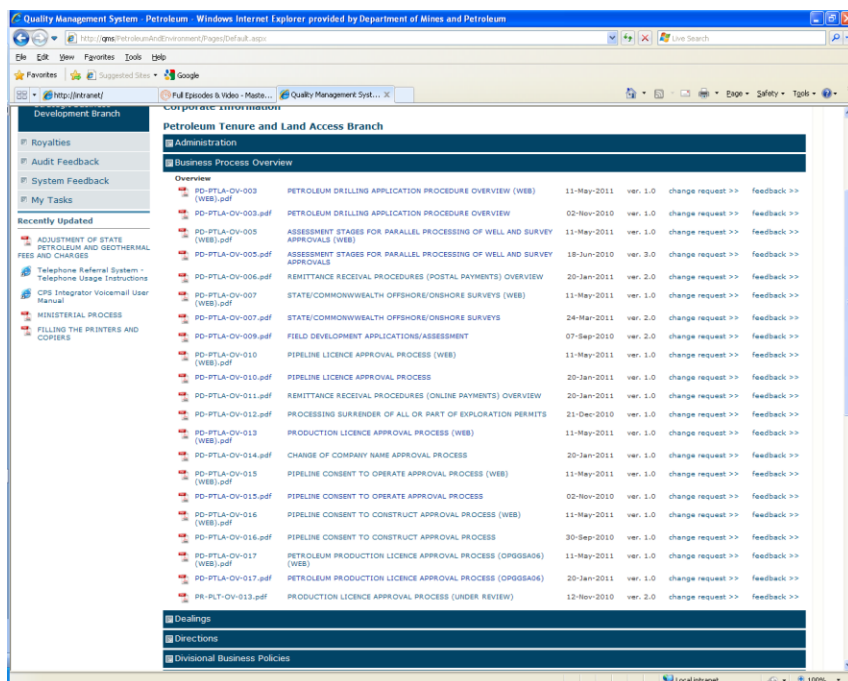 Quality Management System - Petroleum - Windows Internet Explorer provided by Department of Mines and Petroleum
http://qms/PetroleumAndEnvironment/Pages/Default.aspx
Live Search
File Edit View Favorites Tools Help
Favorites Suggested Sites Google
http://intranet/ Full Episodes & Video - Maste... Quality Management Syst... X
Page Safety Tools
Strategic Business
Development Branch
Royalties
Audit Feedback
System Feedback
My Tasks
Recently Updated
ADJUSTMENT OF STATE
PETROLEUM AND GEOTHERMAL
FEES AND CHARGES
Telephone Referral System -
Telephone Usage Instructions
CPS Integrator Voicemail User
Manual
MINISTERIAL PROCESS
FILLING THE PRINTERS AND
COPIERS
Corporate Information
Petroleum Tenure and Land Access Branch
Administration
Business Process Overview
Overview
PD-PTLA-OV-003 PETROLEUM DRILLING APPLICATION PROCEDURE OVERVIEW (WEB) 11-May-2011 ver. 1.0 change request >> feedback >>
(WEB).pdf
PD-PTLA-OV-003.pdf PETROLEUM DRILLING APPLICATION PROCEDURE OVERVIEW 02-Nov-2010 ver. 1.0 change request >> feedback >>
PD-PTLA-OV-005 ASSESSMENT STAGES FOR PARALLEL PROCESSING OF WELL AND SURVEY 11-May-2011 ver. 1.0 change request >> feedback >>
(WEB).pdf APPROVALS (WEB)
PD-PTLA-OV-005.pdf ASSESSMENT STAGES FOR PARALLEL PROCESSING OF WELL AND SURVEY 18-Jun-2010 ver. 3.0 change request >> feedback >>
APPROVALS
PD-PTLA-OV-006.pdf REMITTANCE RECEIVAL PROCEDURES (POSTAL PAYMENTS) OVERVIEW 20-Jan-2011 ver. 2.0 change request >> feedback >>
PD-PTLA-OV-007 STATE/COMMONWWEALTH OFFSHORE/ONSHORE SURVEYS (WEB) 11-May-2011 ver. 1.0 change request >> feedback >>
(WEB).pdf
PD-PTLA-OV-007.pdf STATE/COMMONWEALTH OFFSHORE/ONSHORE SURVEYS 24-Mar-2011 ver. 2.0 change request >> feedback >>
PD-PTLA-OV-009.pdf FIELD DEVELOPMENT APPLICATIONS/ASSESSMENT 07-Sep-2010 ver. 2.0 change request >> feedback >>
PD-PTLA-OV-010 PIPELINE LICENCE APPROVAL PROCESS (WEB) 11-May-2011 ver. 1.0 change request >> feedback >>
(WEB).pdf
PD-PTLA-OV-010.pdf PIPELINE LICENCE APPROVAL PROCESS 20-Jan-2011 ver. 1.0 change request >> feedback >>
PD-PTLA-OV-011.pdf REMITTANCE RECEIVAL PROCEDURES (ONLINE PAYMENTS) OVERVIEW 20-Jan-2011 ver. 1.0 change request >> feedback >>
PD-PTLA-OV-012.pdf PROCESSING SURRENDER OF ALL OR PART OF EXPLORATION PERMITS 21-Dec-2010 ver. 1.0 change request >> feedback >>
PD-PTLA-OV-013 PRODUCTION LICENCE APPROVAL PROCESS (WEB) 11-May-2011 ver. 1.0 change request >> feedback >>
(WEB).pdf
PD-PTLA-OV-014.pdf CHANGE OF COMPANY NAME APPROVAL PROCESS 20-Jan-2011 ver. 1.0 change request >> feedback >>
PD-PTLA-OV-015 PIPELINE CONSENT TO OPERATE APPROVAL PROCESS (WEB) 11-May-2011 ver. 1.0 change request >> feedback >>
(WEB).pdf
PD-PTLA-OV-015.pdf PIPELINE CONSENT TO OPERATE APPROVAL PROCESS 02-Nov-2010 ver. 1.0 change request >> feedback >>
PD-PTLA-OV-016 PIPELINE CONSENT TO CONSTRUCT APPROVAL PROCESS (WEB) 11-May-2011 ver. 1.0 change request >> feedback >>
(WEB).pdf
PD-PTLA-OV-016.pdf PIPELINE CONSENT TO CONSTRUCT APPROVAL PROCESS 30-Sep-2010 ver. 1.0 change request >> feedback >>
PD-PTLA-OV-017 PETROLEUM PRODUCTION LICENCE APPROVAL PROCESS (OPGGSA06) 11-May-2011 ver. 1.0 change request >> feedback >>
(WEB).pdf (WEB)
PD-PTLA-OV-017.pdf PETROLEUM PRODUCTION LICENCE APPROVAL PROCESS (OPGGSA06) 20-Jan-2011 ver. 1.0 change request >> feedback >>
PR-PLT-OV-013.pdf PRODUCTION LICENCE APPROVAL PROCESS (UNDER REVIEW) 12-Nov-2010 ver. 2.0 change request >> feedback >>
Dealings
Directions
Divisional Business Policies
Local intranet 100%